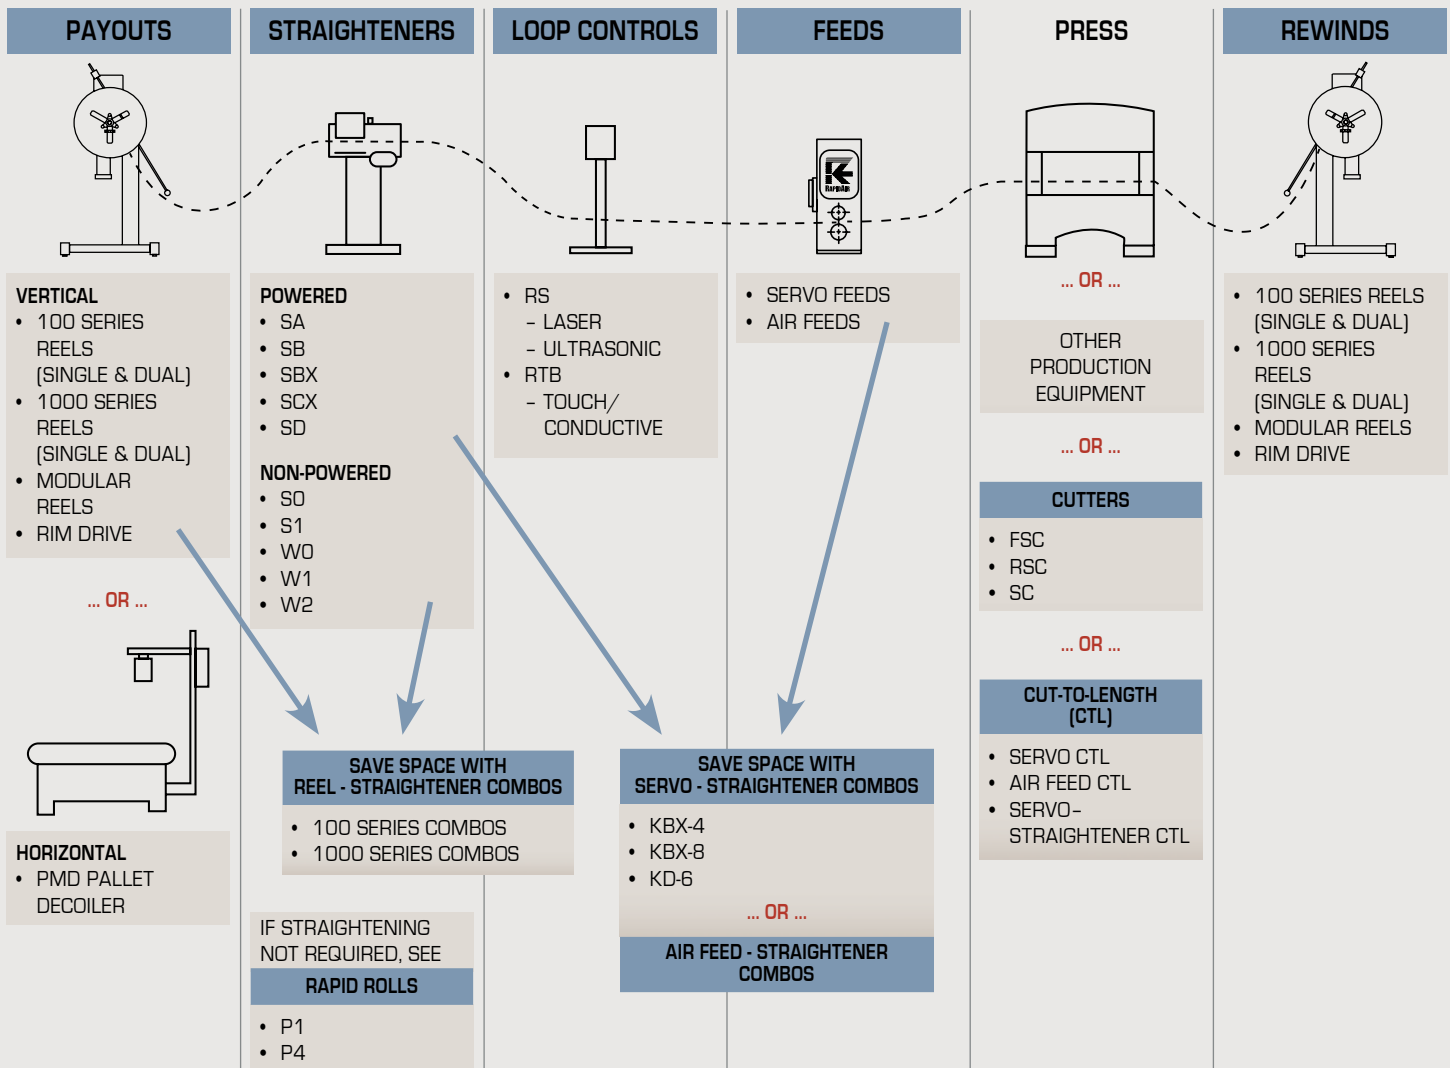 PAYOUTS
VERTICAL
• 100 SERIES
REELS
(SINGLE & DUAL)
• 1000 SERIES
REELS
(SINGLE & DUAL)
• MODULAR
REELS
• RIM DRIVE
... OR ...
HORIZONTAL
• PMD PALLET
DECOILER
STRAIGHTENERS
POWERED
• SA
• SB
• SBX
• SCX
• SD
NON-POWERED
• S0
• S1
• W0
• W1
• W2
SAVE SPACE WITH
REEL - STRAIGHTENER COMBOS
• 100 SERIES COMBOS
• 1000 SERIES COMBOS
IF STRAIGHTENING
NOT REQUIRED, SEE
RAPID ROLLS
• P1
• P4
LOOP CONTROLS
• RS
– LASER
– ULTRASONIC
• RTB
– TOUCH/
CONDUCTIVE
FEEDS
RAPIDAIR
• SERVO FEEDS
• AIR FEEDS
SAVE SPACE WITH
SERVO - STRAIGHTENER COMBOS
• KBX-4
• KBX-8
• KD-6
... OR ...
AIR FEED - STRAIGHTENER
COMBOS
PRESS
... OR ...
OTHER
PRODUCTION
EQUIPMENT
... OR ...
CUTTERS
• FSC
• RSC
• SC
... OR ...
CUT-TO-LENGTH
(CTL)
• SERVO CTL
• AIR FEED CTL
• SERVO–
STRAIGHTENER CTL
REWINDS
• 100 SERIES REELS
(SINGLE & DUAL)
• 1000 SERIES
REELS
(SINGLE & DUAL)
• MODULAR REELS
• RIM DRIVE